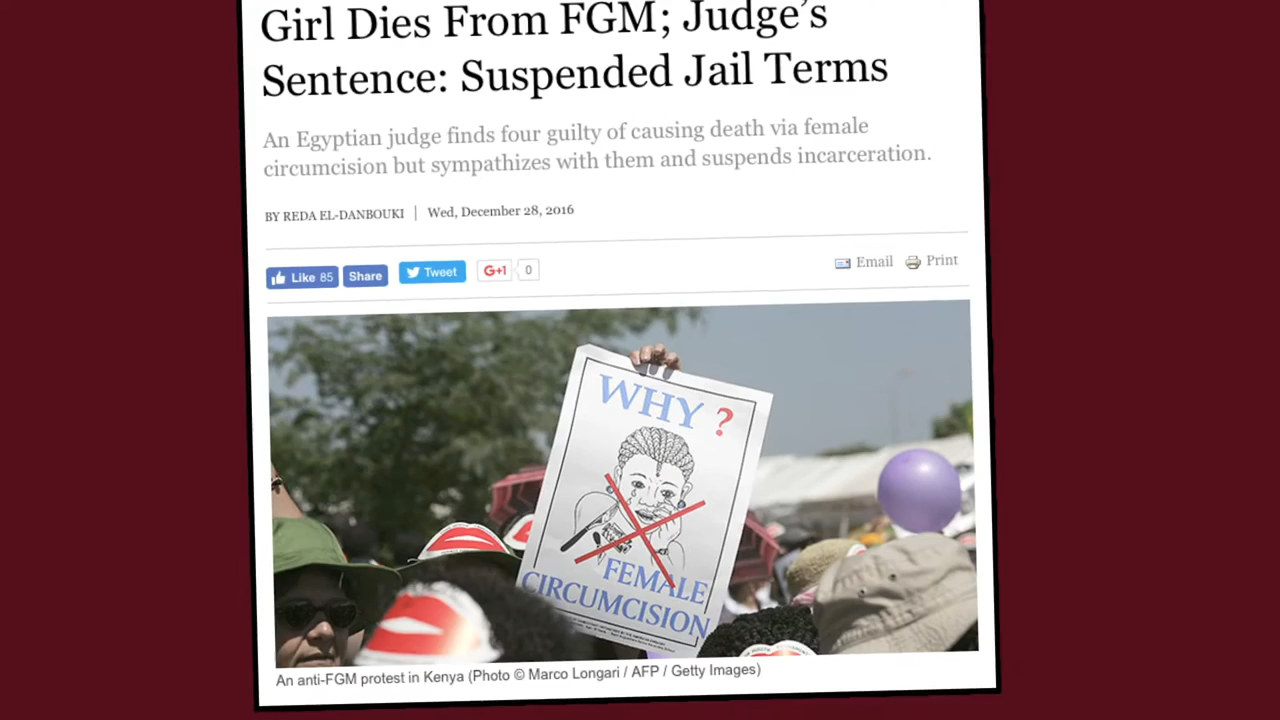 Girl Dies From FGM; Judge's
Sentence: Suspended Jail Terms
An Egyptian judge finds four guilty of causing death via female
circumcision but sympathizes with them and suspends incarceration.
BY REDA EL-DANBOUKI | Wed, December 28, 2016
Like 85 Share Tweet G+1 0 Email Print
WHY ?
FEMALE
CIRCUMCISION
An anti-FGM protest in Kenya (Photo © Marco Longari / AFP / Getty Images)